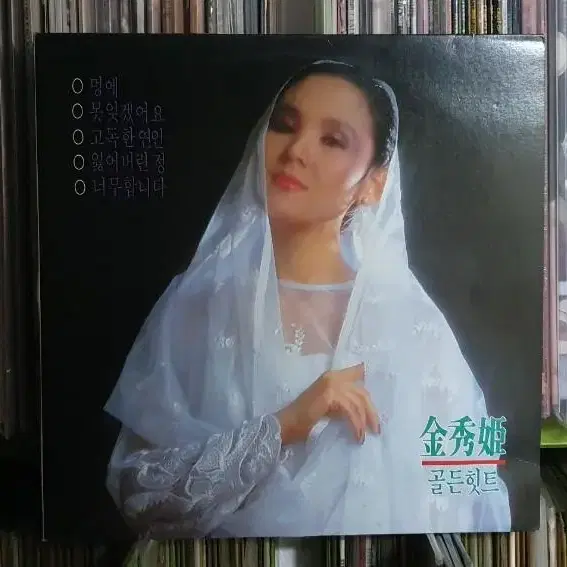 ○ 멍에
○ 못잊겠어요
○ 고독한 연인
○ 잃어버린 정
○ 너무합니다
金秀姬
골든힛트